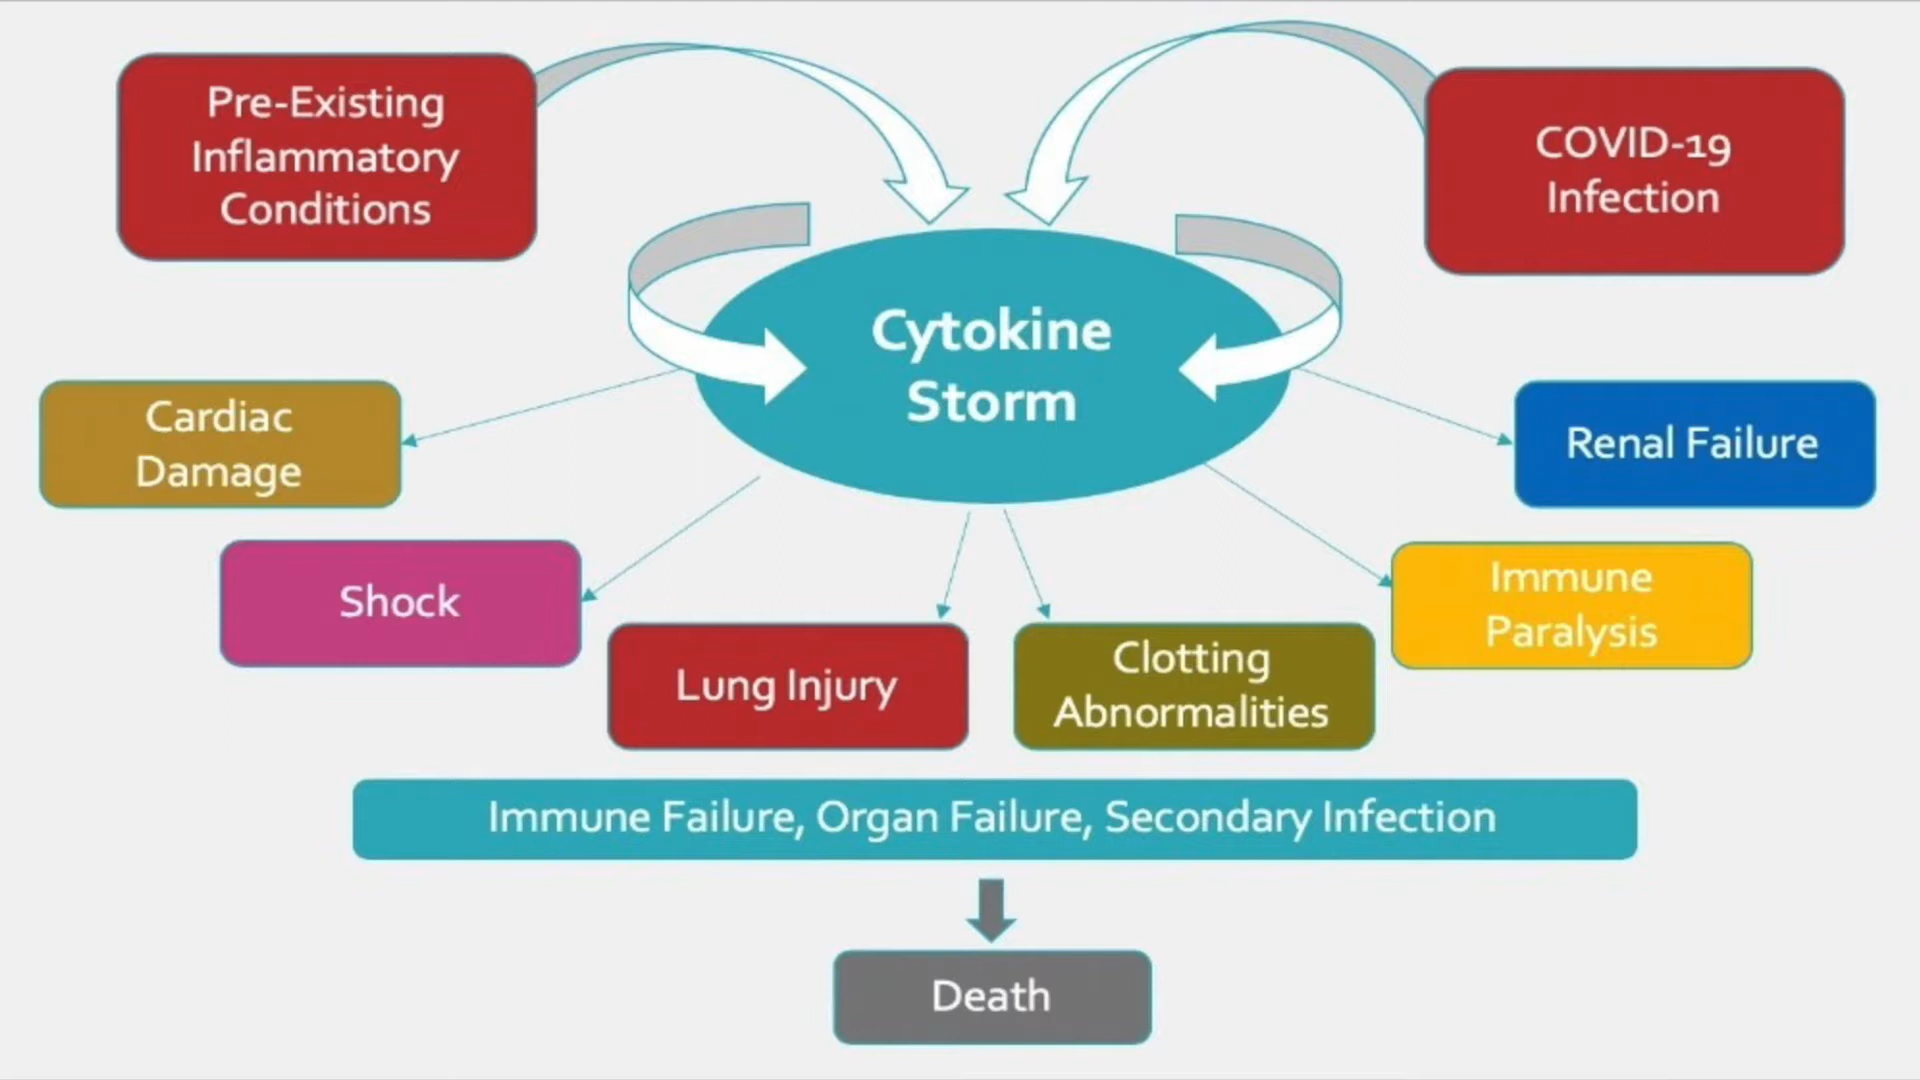 Pre-Existing
Inflammatory
Conditions
COVID-19
Infection
Cytokine
Storm
Cardiac
Damage
Renal Failure
Shock
Immune
Paralysis
Lung Injury
Clotting
Abnormalities
Immune Failure, Organ Failure, Secondary Infection
Death